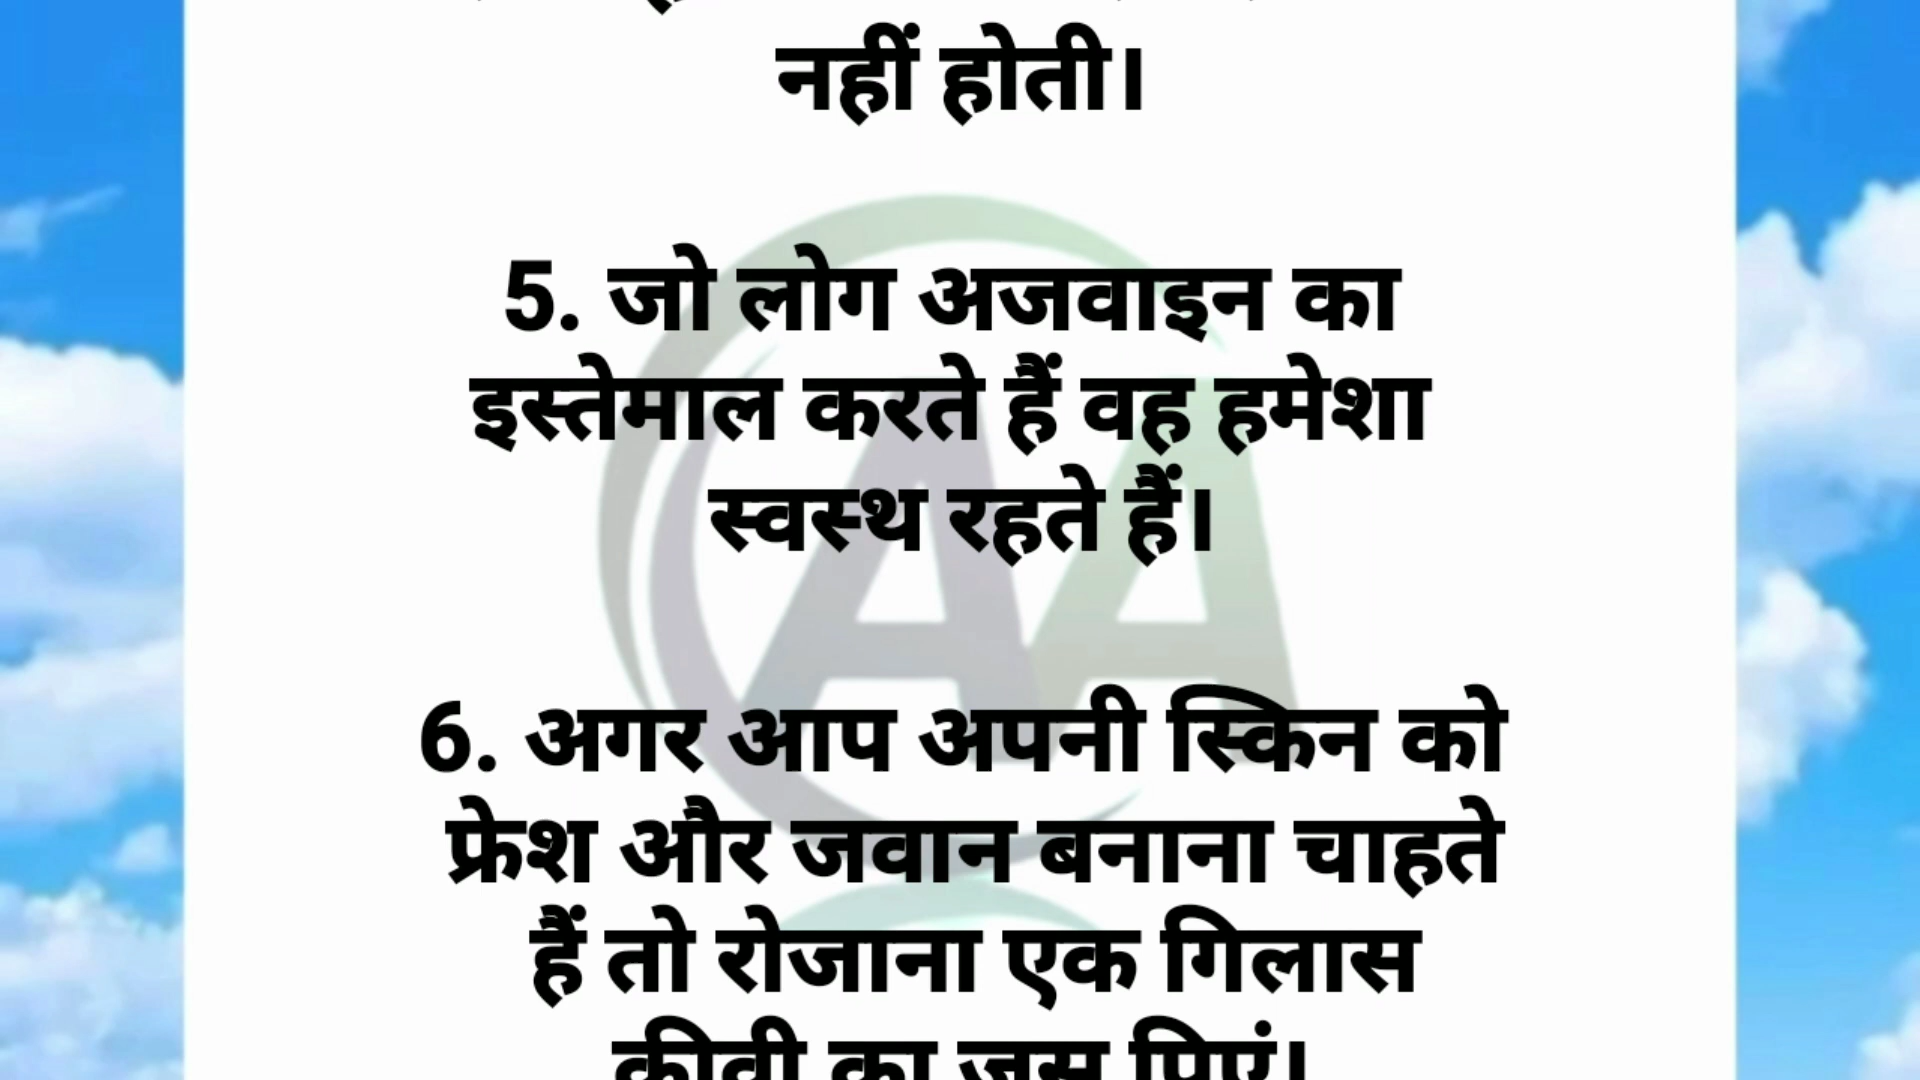 नहीं होती।
5. जो लोग अजवाइन का
इस्तेमाल करते हैं वह हमेशा
स्वस्थ रहते हैं।
6. अगर आप अपनी स्किन को
फ्रेश और जवान बनाना चाहते
हैं तो रोजाना एक गिलास
कीवी का जूस पिएं।
AA